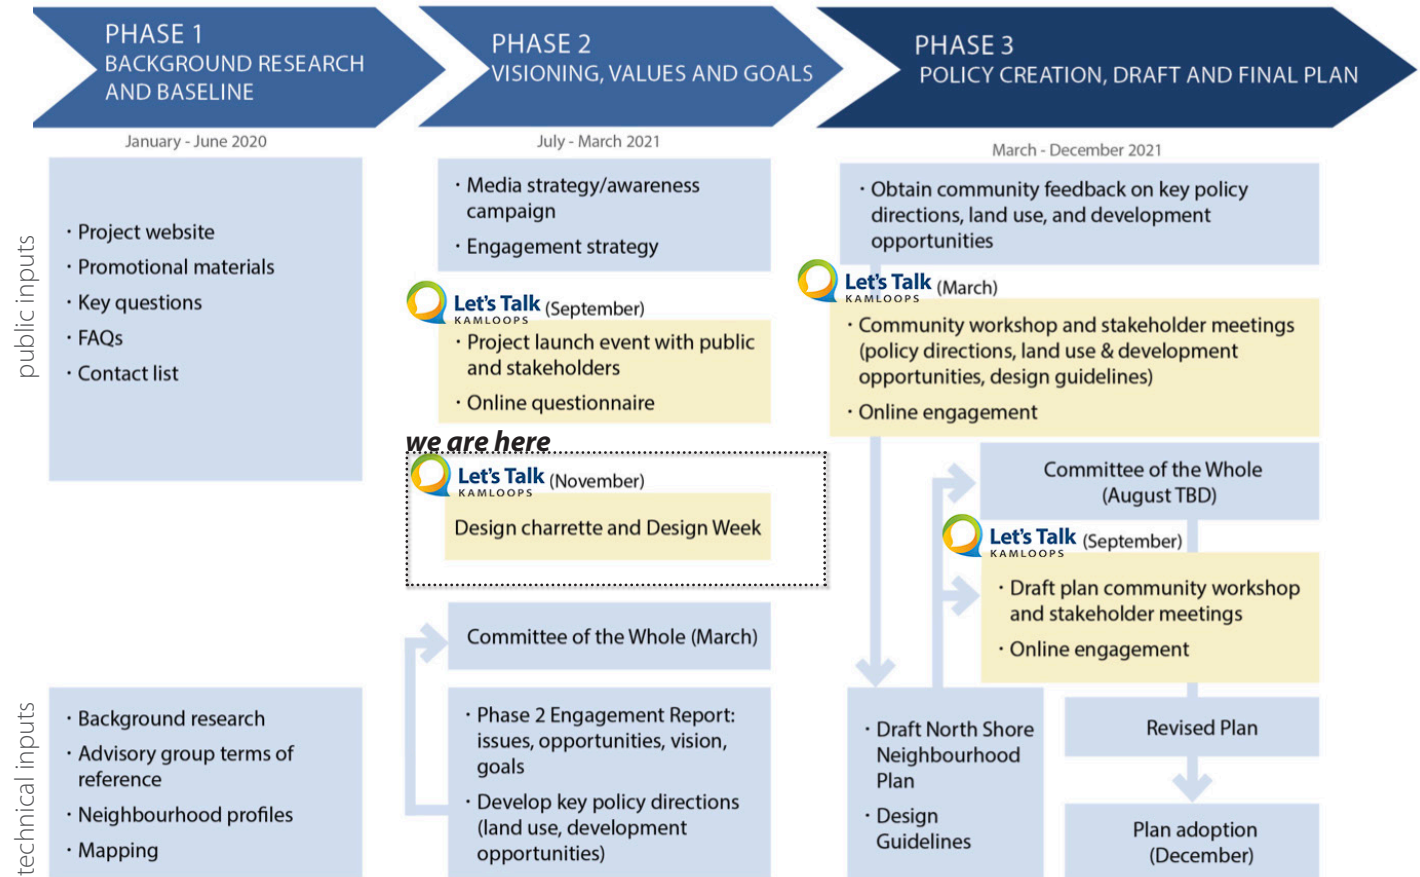 PHASE 1
BACKGROUND RESEARCH
AND BASELINE
January - June 2020
PHASE 2
VISIONING, VALUES AND GOALS
July - March 2021
PHASE 3
POLICY CREATION, DRAFT AND FINAL PLAN
March - December 2021
public inputs
· Project website
· Promotional materials
· Key questions
· FAQs
· Contact list
· Media strategy/awareness
campaign
· Engagement strategy
Let's Talk (September)
KAMLOOPS
· Project launch event with public
and stakeholders
· Online questionnaire
we are here
Let's Talk (November)
KAMLOOPS
Design charrette and Design Week
Committee of the Whole (March)
· Obtain community feedback on key policy
directions, land use, and development
opportunities
Let's Talk (March)
KAMLOOPS
· Community workshop and stakeholder meetings
(policy directions, land use & development
opportunities, design guidelines)
· Online engagement
Committee of the Whole
(August TBD)
Let's Talk (September)
KAMLOOPS
· Draft plan community workshop
and stakeholder meetings
· Online engagement
technical inputs
· Background research
· Advisory group terms of
reference
· Neighbourhood profiles
· Mapping
· Phase 2 Engagement Report:
issues, opportunities, vision,
goals
· Develop key policy directions
(land use, development
opportunities)
· Draft North Shore
Neighbourhood
Plan
· Design
Guidelines
Revised Plan
Plan adoption
(December)